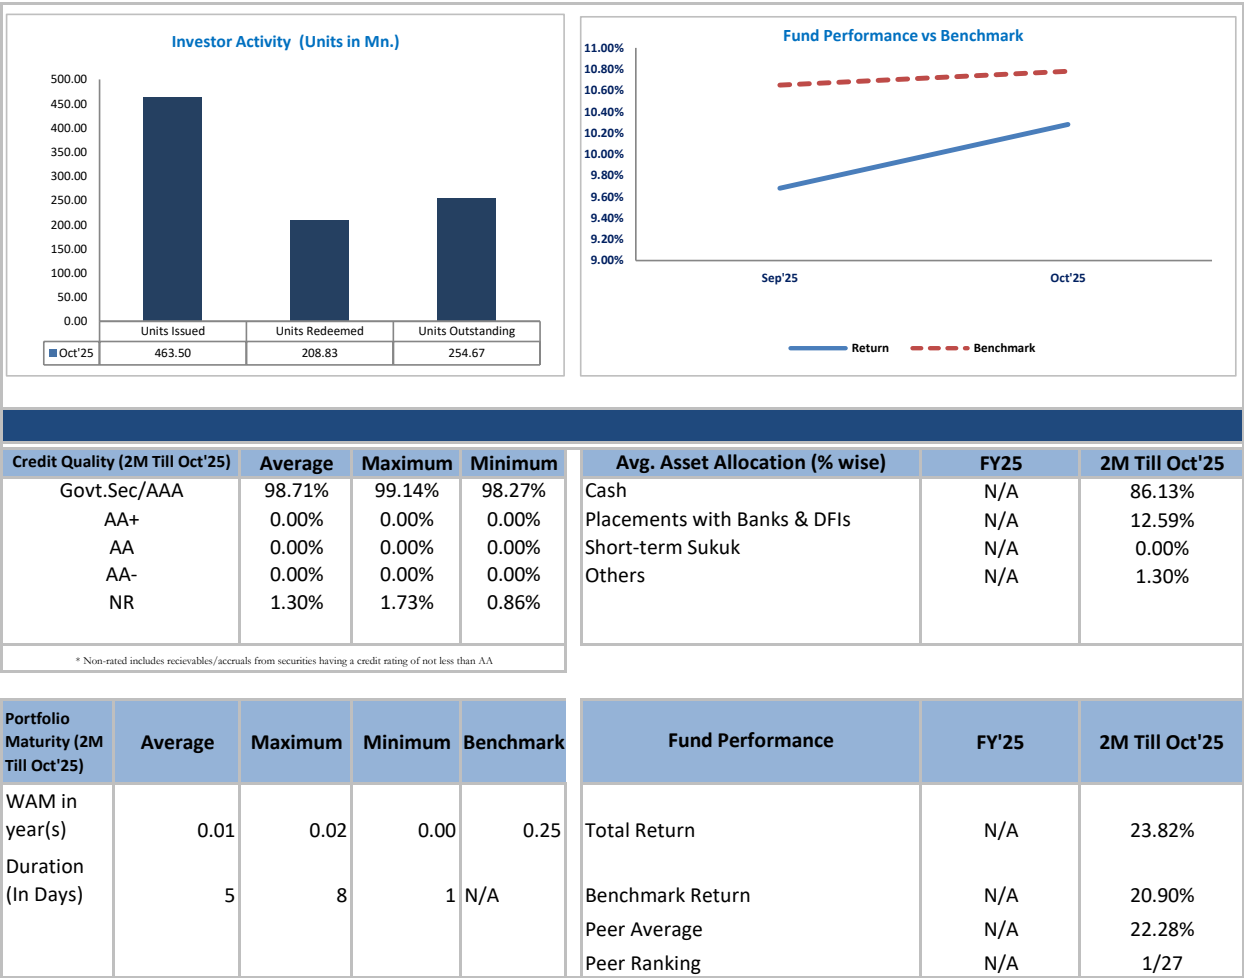 Investor Activity (Units in Mn.)
500.00
450.00
400.00
350.00
300.00
250.00
200.00
150.00
100.00
50.00
0.00
Units Issued Units Redeemed Units Outstanding
Oct'25 463.50 208.83 254.67
Fund Performance vs Benchmark
11.00%
10.80%
10.60%
10.40%
10.20%
10.00%
9.80%
9.60%
9.40%
9.20%
9.00%
Sep'25 Oct'25
Return Benchmark
Credit Quality (2M Till Oct'25) Average Maximum Minimum
Govt.Sec/AAA 98.71% 99.14% 98.27%
AA+ 0.00% 0.00% 0.00%
AA 0.00% 0.00% 0.00%
AA- 0.00% 0.00% 0.00%
NR 1.30% 1.73% 0.86%
* Non-rated includes recievables/accruals from securities having a credit rating of not less than AA
Avg. Asset Allocation (% wise) FY25 2M Till Oct'25
Cash N/A 86.13%
Placements with Banks & DFIs N/A 12.59%
Short-term Sukuk N/A 0.00%
Others N/A 1.30%
Portfolio
Maturity (2M
Till Oct'25) Average Maximum Minimum Benchmark
WAM in
year(s) 0.01 0.02 0.00 0.25
Duration
(In Days) 5 8 1 N/A
Fund Performance FY'25 2M Till Oct'25
Total Return N/A 23.82%
Benchmark Return N/A 20.90%
Peer Average N/A 22.28%
Peer Ranking N/A 1/27